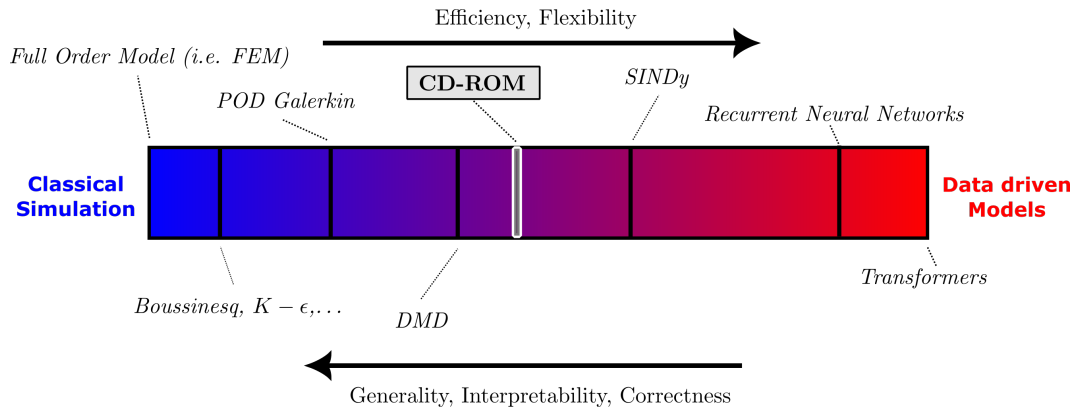 Efficiency, Flexibility
Full Order Model (i.e. FEM)
CD-ROM
SINDy
POD Galerkin
Recurrent Neural Networks
Classical
Simulation
Data driven
Models
Transformers
Boussinesq, K − ϵ,...
DMD
Generality, Interpretability, Correctness